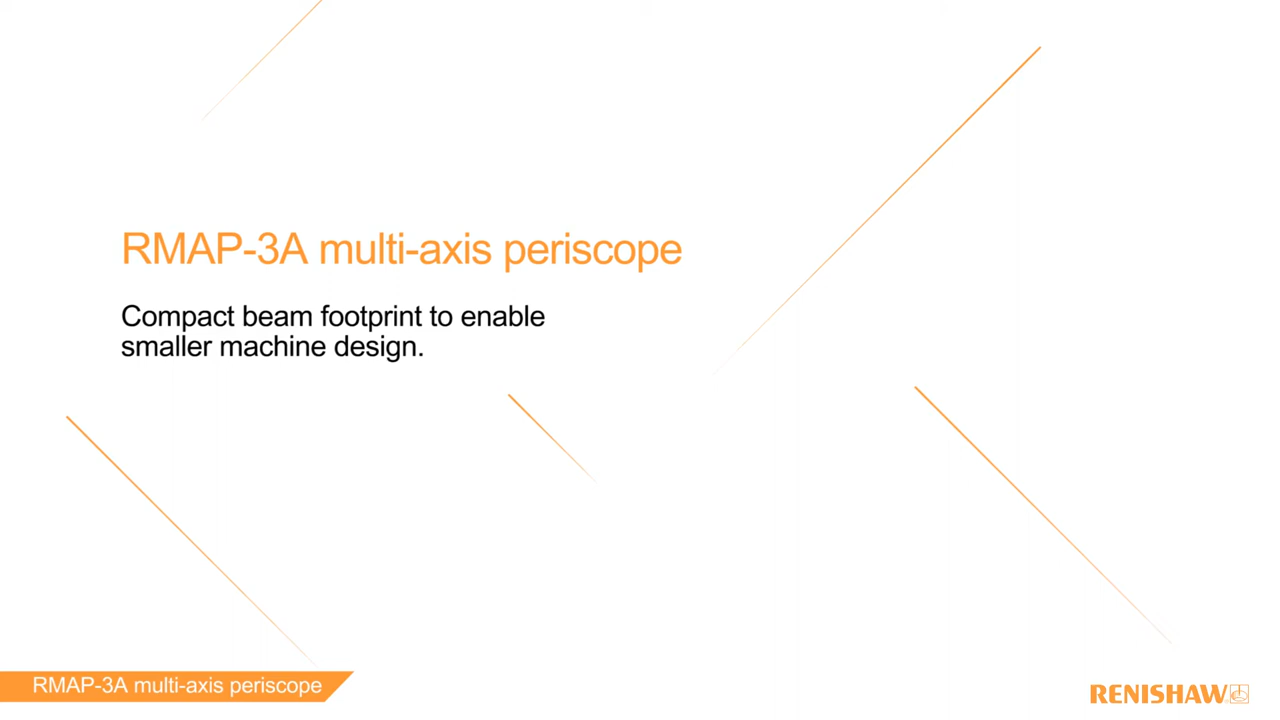 RMAP-3A multi-axis periscope
Compact beam footprint to enable
smaller machine design.
RMAP-3A multi-axis periscope
RENISHAW